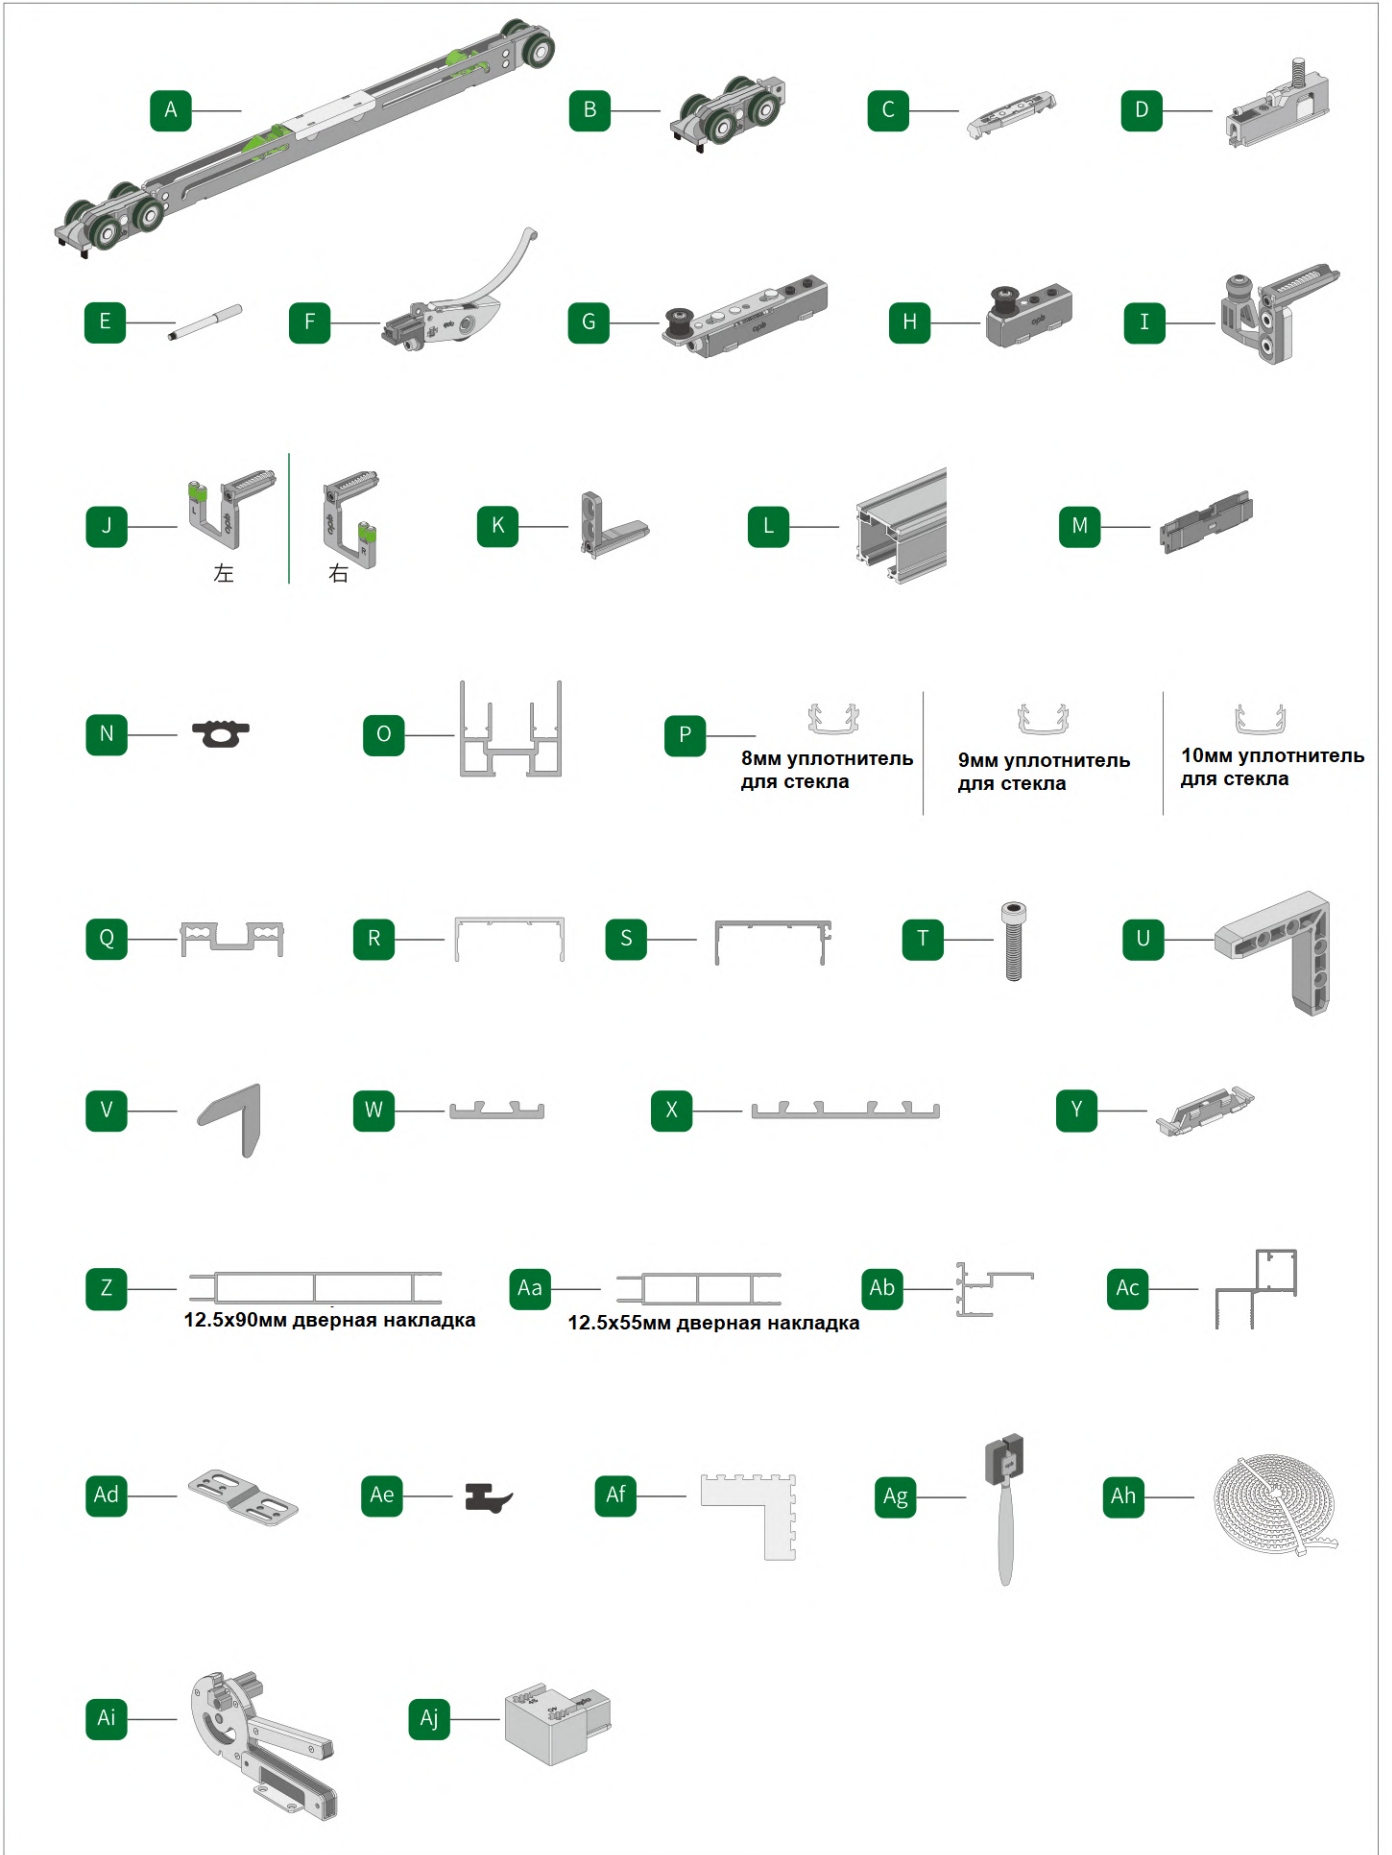 A
B
C
D
E
F
G
H
I
J
L
R
左
右
K
L
M
N
O
P
8мм уплотнитель
для стекла
9мм уплотнитель
для стекла
10мм уплотнитель
для стекла
Q
R
S
T
U
V
W
X
Y
Z
12.5x90мм дверная накладка
Aa
12.5x55мм дверная накладка
Ab
Ac
Ad
Ae
Af
Ag
Ah
Ai
Aj